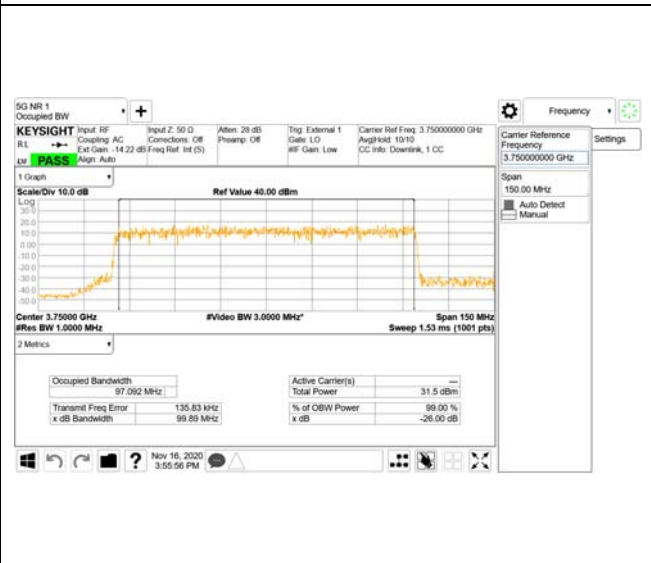 5G NR 1
Occupied BW
+
Frequency
KEYSIGHT
RL
PASS
Input: RF
Coupling: AC
Ext Gain: -14.22 dB
Align: Auto
Input Z: 50 Ω
Corrections: Off
Freq Ref: Int (S)
Atten: 28 dB
Preamp: Off
Trig: External 1
Gate: LO
#IF Gain: Low
Carrier Ref Freq: 3.750000000 GHz
Avg|Hold: 10/10
CC Info: Downlink, 1 CC
Carrier Reference
Frequency
3.750000000 GHz
Settings
Span
150.00 MHz
Auto Detect
Manual
1 Graph
Scale/Div 10.0 dB
Ref Value 40.00 dBm
Log
30.0
20.0
10.0
0.00
-10.0
-20.0
-30.0
-40.0
-50.0
Center 3.75000 GHz
#Video BW 3.0000 MHz*
Span 150 MHz
#Res BW 1.0000 MHz
Sweep 1.53 ms (1001 pts)
2 Metrics
Occupied Bandwidth
97.092 MHz
Active Carrier(s)
---
Total Power
31.5 dBm
Transmit Freq Error
135.83 kHz
% of OBW Power
99.00 %
x dB Bandwidth
99.89 MHz
x dB
-26.00 dB
?
Nov 16, 2020
3:55:56 PM